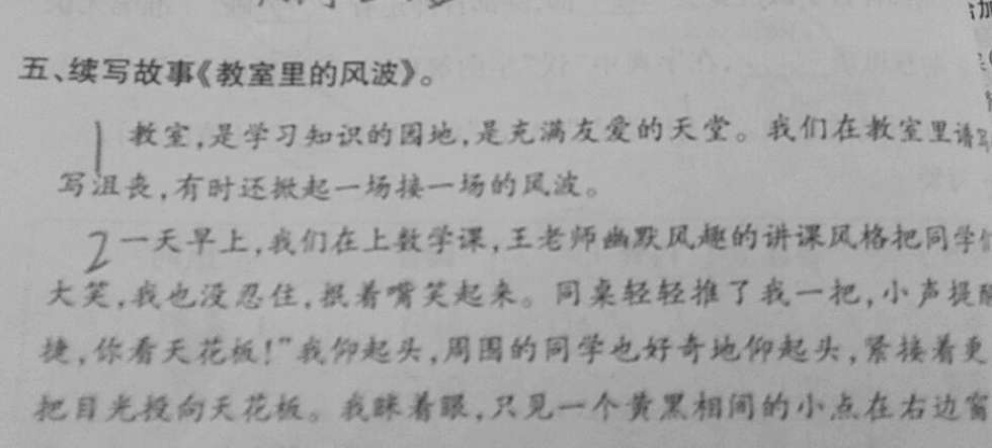 五、续写故事《教室里的风波》。
1 教室,是学习知识的园地,是充满友爱的天堂。我们在教室里请写
写沮丧,有时还掀起一场接一场的风波。
2 一天早上,我们在上数学课,王老师幽默风趣的讲课风格把同学们
大笑,我也没忍住,抿着嘴笑起来。同桌轻轻推了我一把,小声提醒
捷,你看天花板!"我仰起头,周围的同学也好奇地仰起头,紧接着更
把目光投向天花板。我眯着眼,只见一个黄黑相间的小点在右边窗